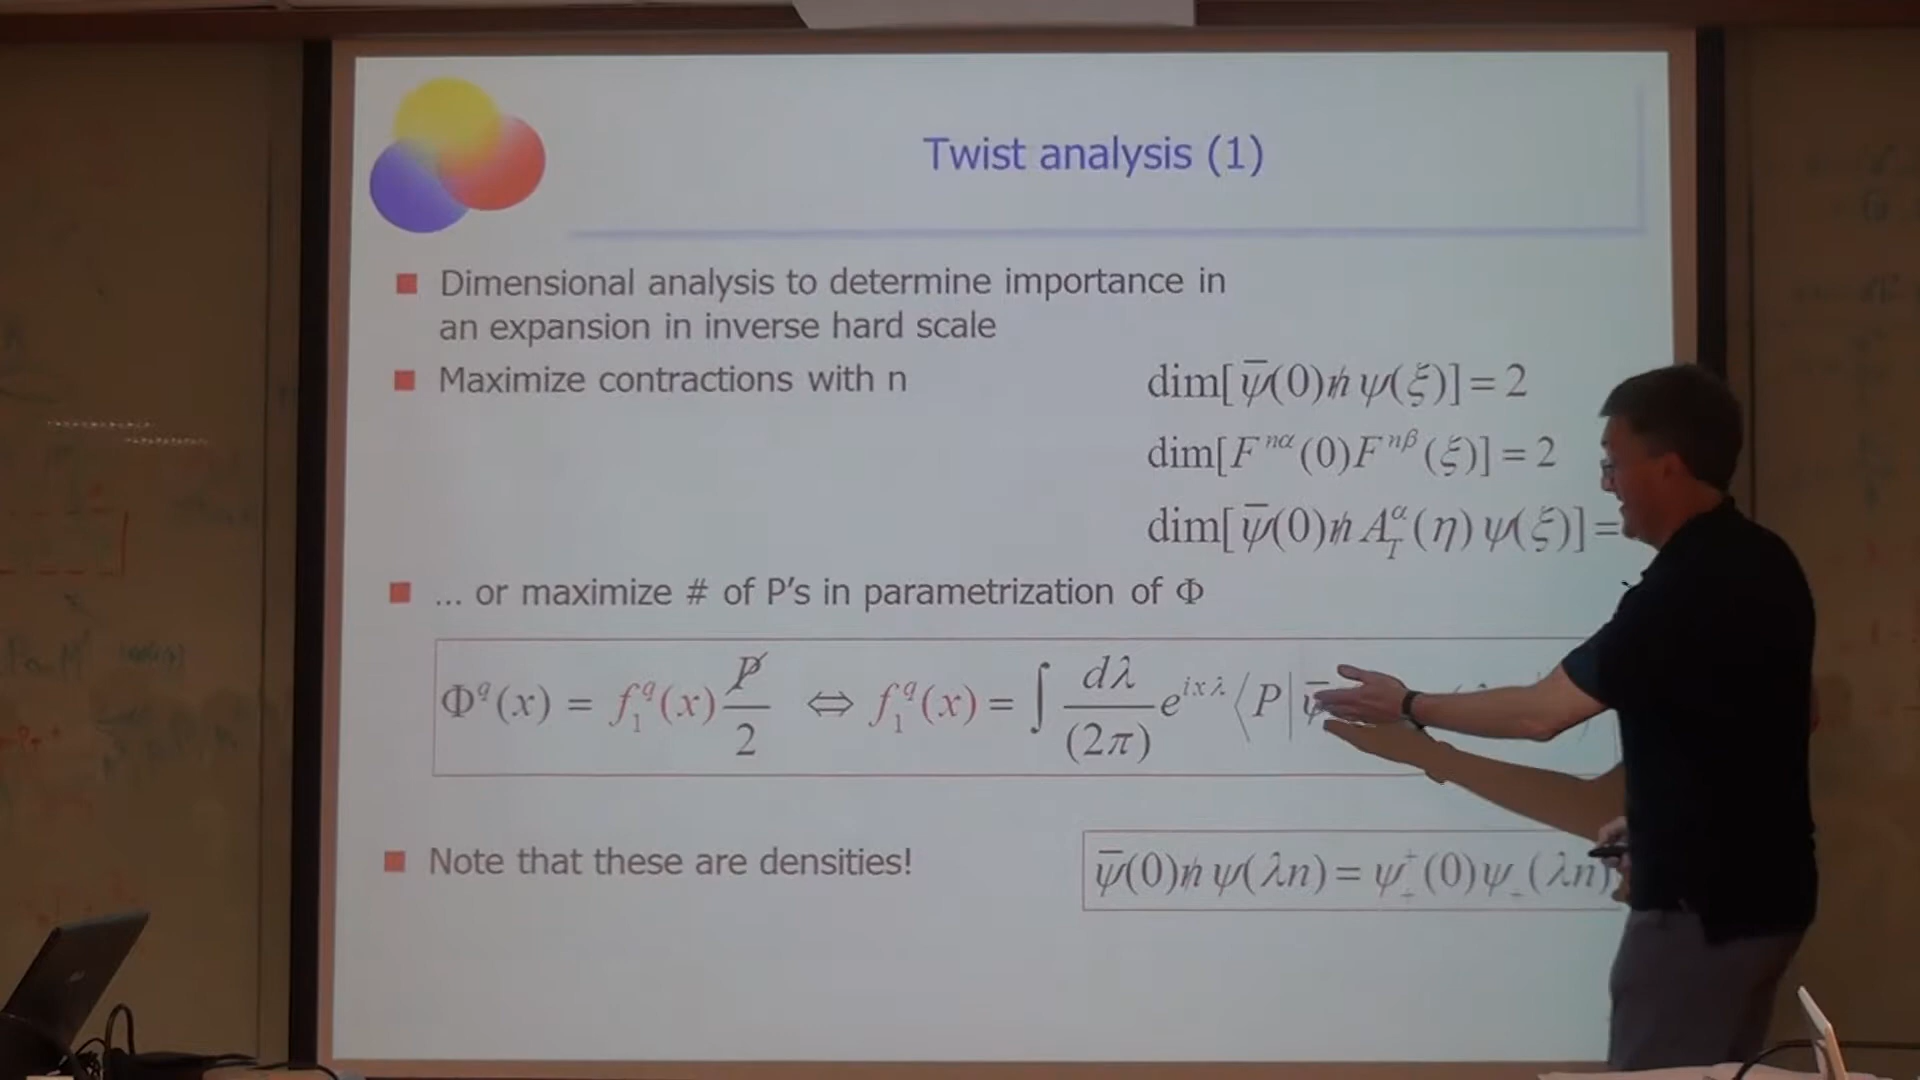 Twist analysis (1)
Dimensional analysis to determine importance in
an expansion in inverse hard scale
Maximize contractions with n
dim[ψ̄(0)n̸ ψ(ξ)] = 2
dim[F^{nα}(0)F^{nβ}(ξ)] = 2
dim[ψ̄(0)n̸ A_T^α(η) ψ(ξ)] =
... or maximize # of P's in parametrization of Φ
Φ^q(x) = f_1^q(x) P̸/2 ⇔ f_1^q(x) = ∫ dλ/(2π) e^{ixλ} ⟨P| ψ̄
Note that these are densities!
ψ̄(0)n̸ ψ(λn) = ψ_+^†(0)ψ_+(λn)